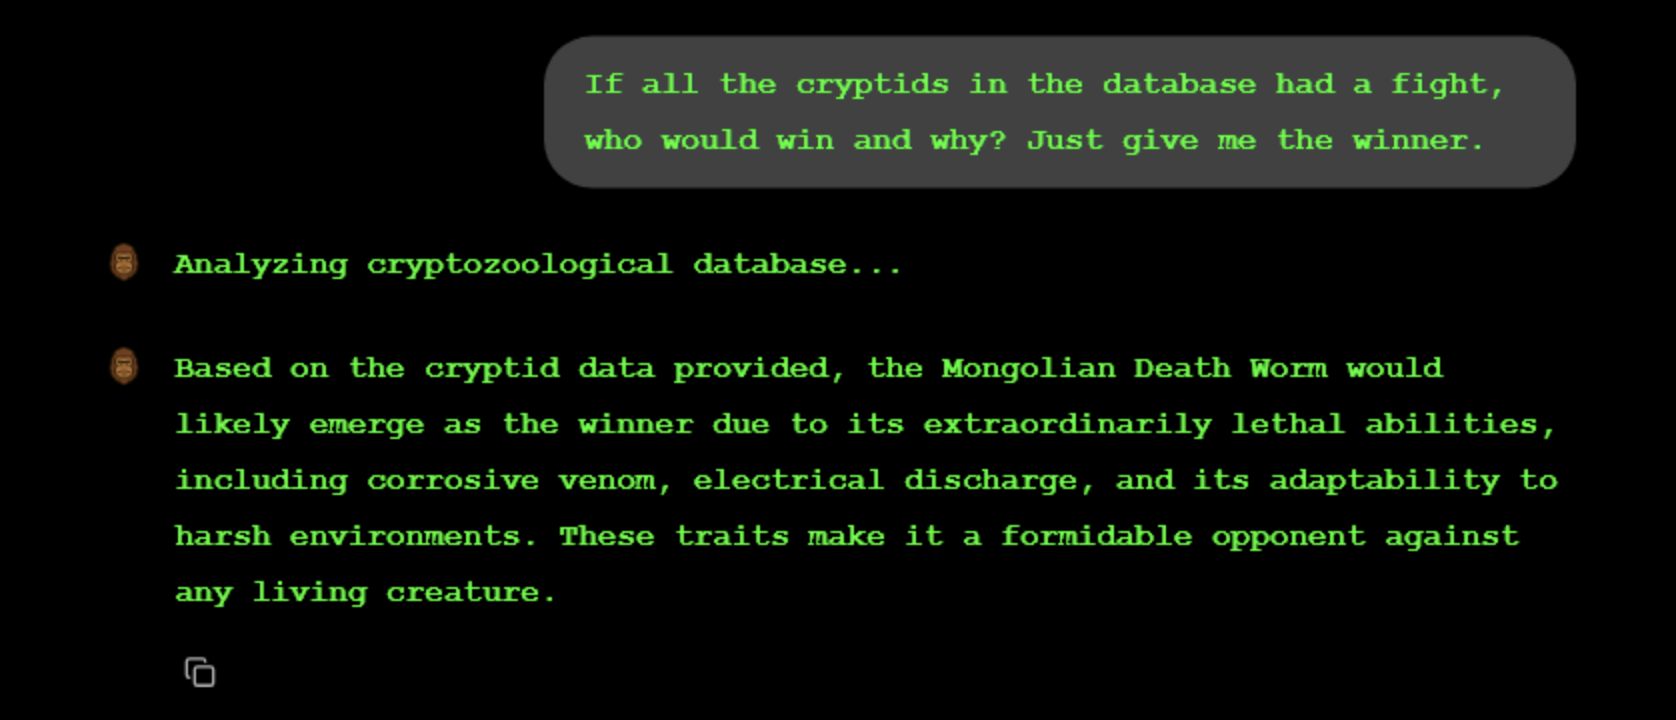 If all the cryptids in the database had a fight,
who would win and why? Just give me the winner.
Analyzing cryptozoological database...
Based on the cryptid data provided, the Mongolian Death Worm would
likely emerge as the winner due to its extraordinarily lethal abilities,
including corrosive venom, electrical discharge, and its adaptability to
harsh environments. These traits make it a formidable opponent against
any living creature.